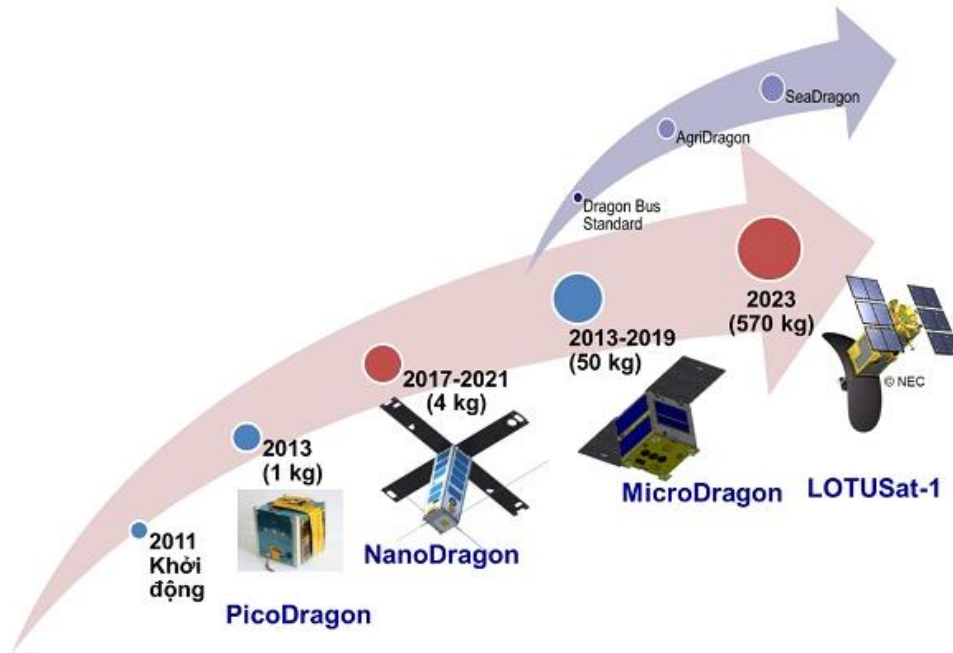 SeaDragon
AgriDragon
Dragon Bus
Standard
2023
(570 kg)
© NEC
LOTUSat-1
2013-2019
(50 kg)
MicroDragon
2017-2021
(4 kg)
NanoDragon
2013
(1 kg)
PicoDragon
2011
Khởi
động